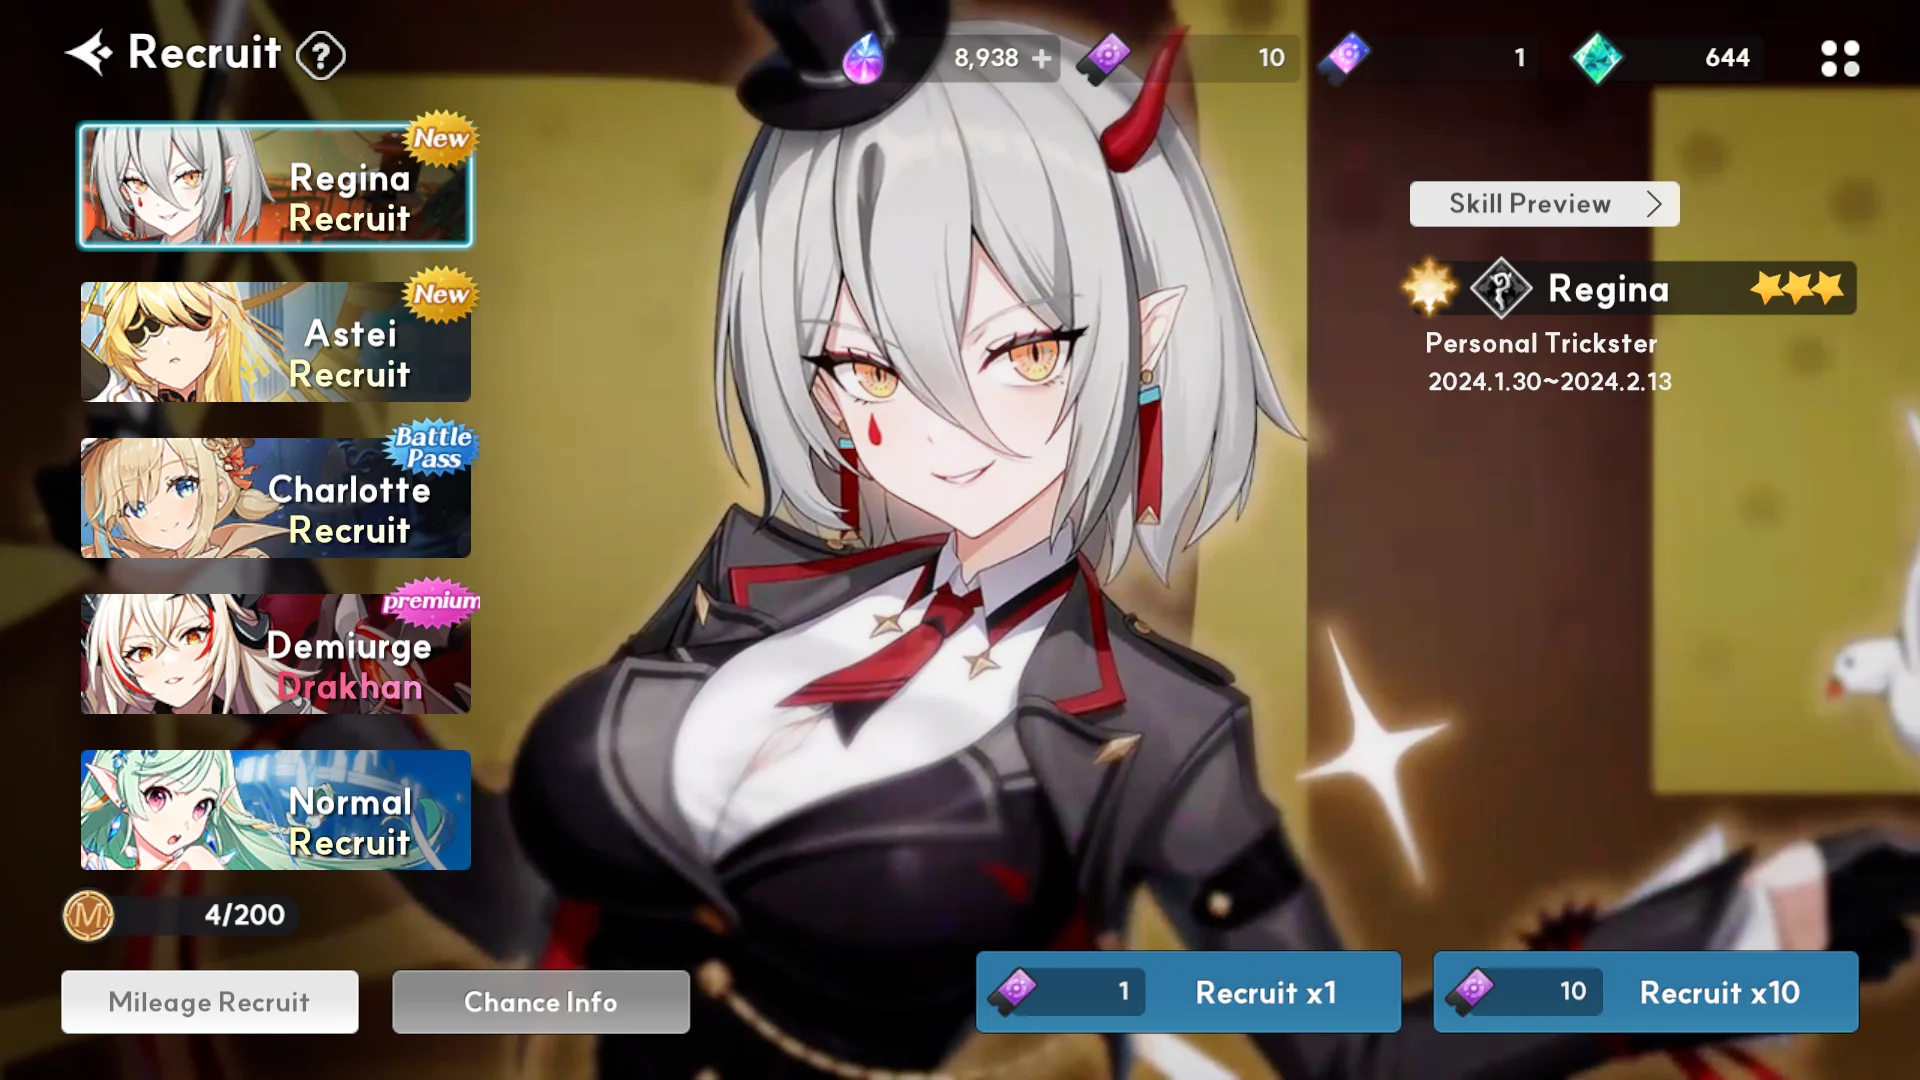 Recruit ?
8,938 +
10
1
644
New
Regina
Recruit
New
Astei
Recruit
Battle
Pass
Charlotte
Recruit
premium
Demiurge
Drakhan
Normal
Recruit
M 4/200
Mileage Recruit
Chance Info
Skill Preview
Regina
Personal Trickster
2024.1.30~2024.2.13
1 Recruit x1
10 Recruit x10